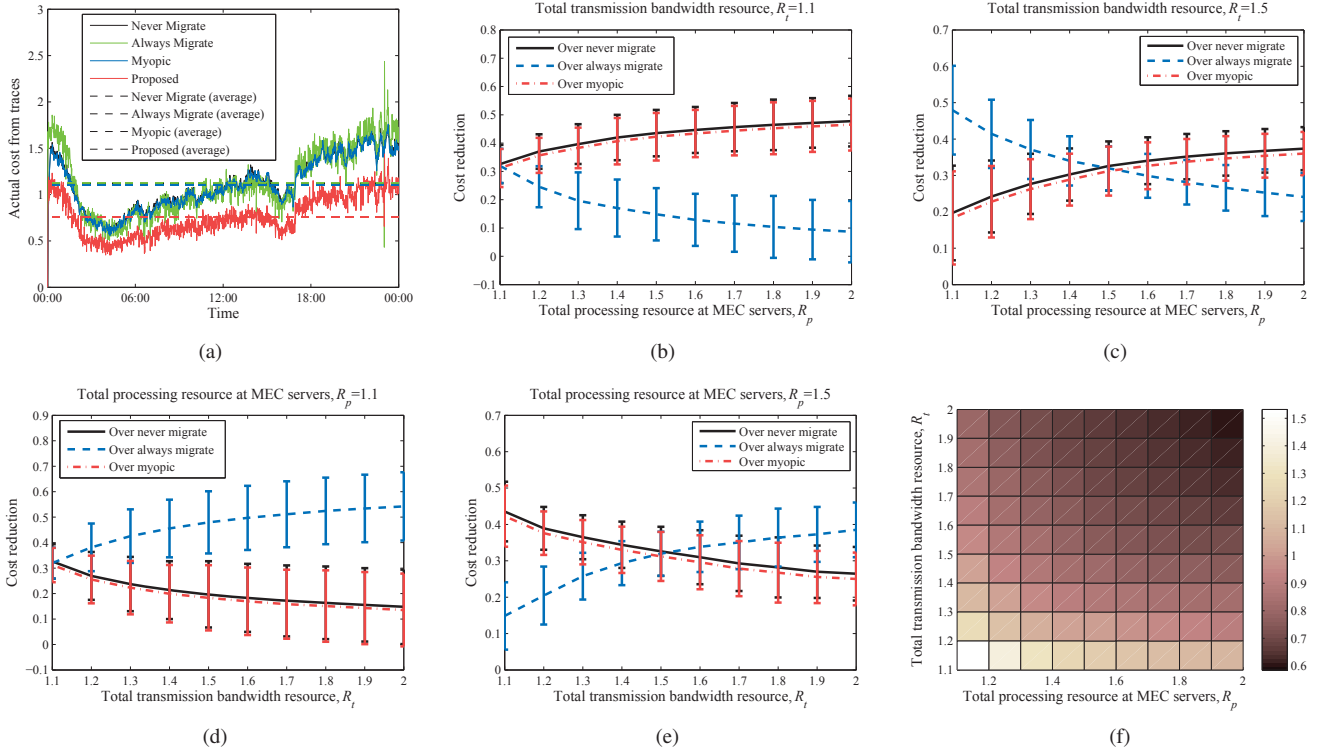 Never Migrate
Always Migrate
Myopic
Proposed
Never Migrate (average)
Always Migrate (average)
Myopic (average)
Proposed (average)
Actual cost from traces
3
2.5
2
1.5
1
0.5
0
00:00 06:00 12:00 18:00 00:00
Time
(a)
Total transmission bandwidth resource, R_t=1.1
Over never migrate
Over always migrate
Over myopic
Cost reduction
0.8
0.7
0.6
0.5
0.4
0.3
0.2
0.1
0
−0.1
1.1 1.2 1.3 1.4 1.5 1.6 1.7 1.8 1.9 2
Total processing resource at MEC servers, R_p
(b)
Total transmission bandwidth resource, R_t=1.5
Over never migrate
Over always migrate
Over myopic
Cost reduction
0.7
0.6
0.5
0.4
0.3
0.2
0.1
0
1.1 1.2 1.3 1.4 1.5 1.6 1.7 1.8 1.9 2
Total processing resource at MEC servers, R_p
(c)
Total processing resource at MEC servers, R_p=1.1
Over never migrate
Over always migrate
Over myopic
Cost reduction
0.9
0.8
0.7
0.6
0.5
0.4
0.3
0.2
0.1
0
−0.1
1.1 1.2 1.3 1.4 1.5 1.6 1.7 1.8 1.9 2
Total transmission bandwidth resource, R_t
(d)
Total processing resource at MEC servers, R_p=1.5
Over never migrate
Over always migrate
Over myopic
Cost reduction
0.7
0.6
0.5
0.4
0.3
0.2
0.1
0
1.1 1.2 1.3 1.4 1.5 1.6 1.7 1.8 1.9 2
Total transmission bandwidth resource, R_t
(e)
Total transmission bandwidth resource, R_t
2
1.9
1.8
1.7
1.6
1.5
1.4
1.3
1.2
1.1
1.2 1.4 1.6 1.8 2
Total processing resource at MEC servers, R_p
1.5
1.4
1.3
1.2
1.1
1
0.9
0.8
0.7
0.6
(f)